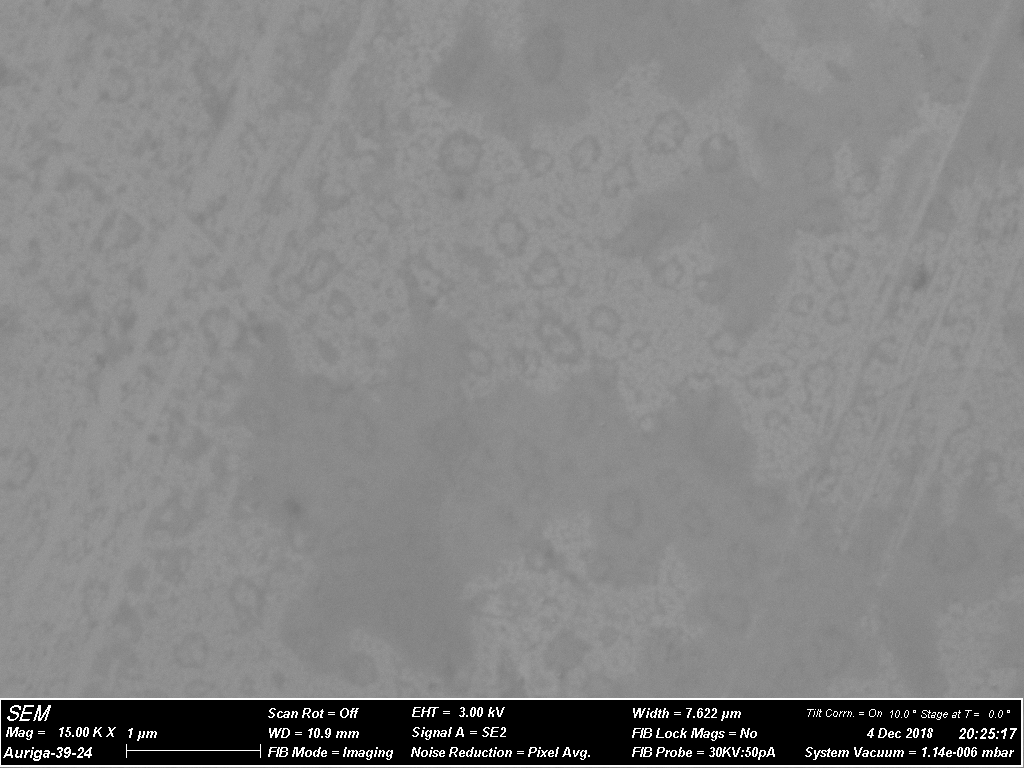 SEM
Mag = 15.00 K X 1 µm
Auriga-39-24
Scan Rot = Off
WD = 10.9 mm
FIB Mode = Imaging
EHT = 3.00 kV
Signal A = SE2
Noise Reduction = Pixel Avg.
Width = 7.622 µm
FIB Lock Mags = No
FIB Probe = 30KV:50pA
Tilt Corrn. = On 10.0 ° Stage at T = 0.0 °
4 Dec 2018 20:25:17
System Vacuum = 1.14e-006 mbar